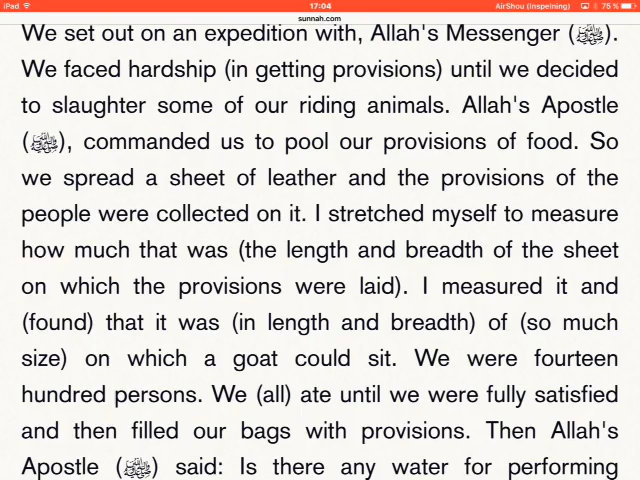 iPad 17:04 AirShou (Inspelning) 75 %
sunnah.com
We set out on an expedition with, Allah's Messenger (ﷺ).
We faced hardship (in getting provisions) until we decided
to slaughter some of our riding animals. Allah's Apostle
(ﷺ), commanded us to pool our provisions of food. So
we spread a sheet of leather and the provisions of the
people were collected on it. I stretched myself to measure
how much that was (the length and breadth of the sheet
on which the provisions were laid). I measured it and
(found) that it was (in length and breadth) of (so much
size) on which a goat could sit. We were fourteen
hundred persons. We (all) ate until we were fully satisfied
and then filled our bags with provisions. Then Allah's
Apostle (ﷺ) said: Is there any water for performing